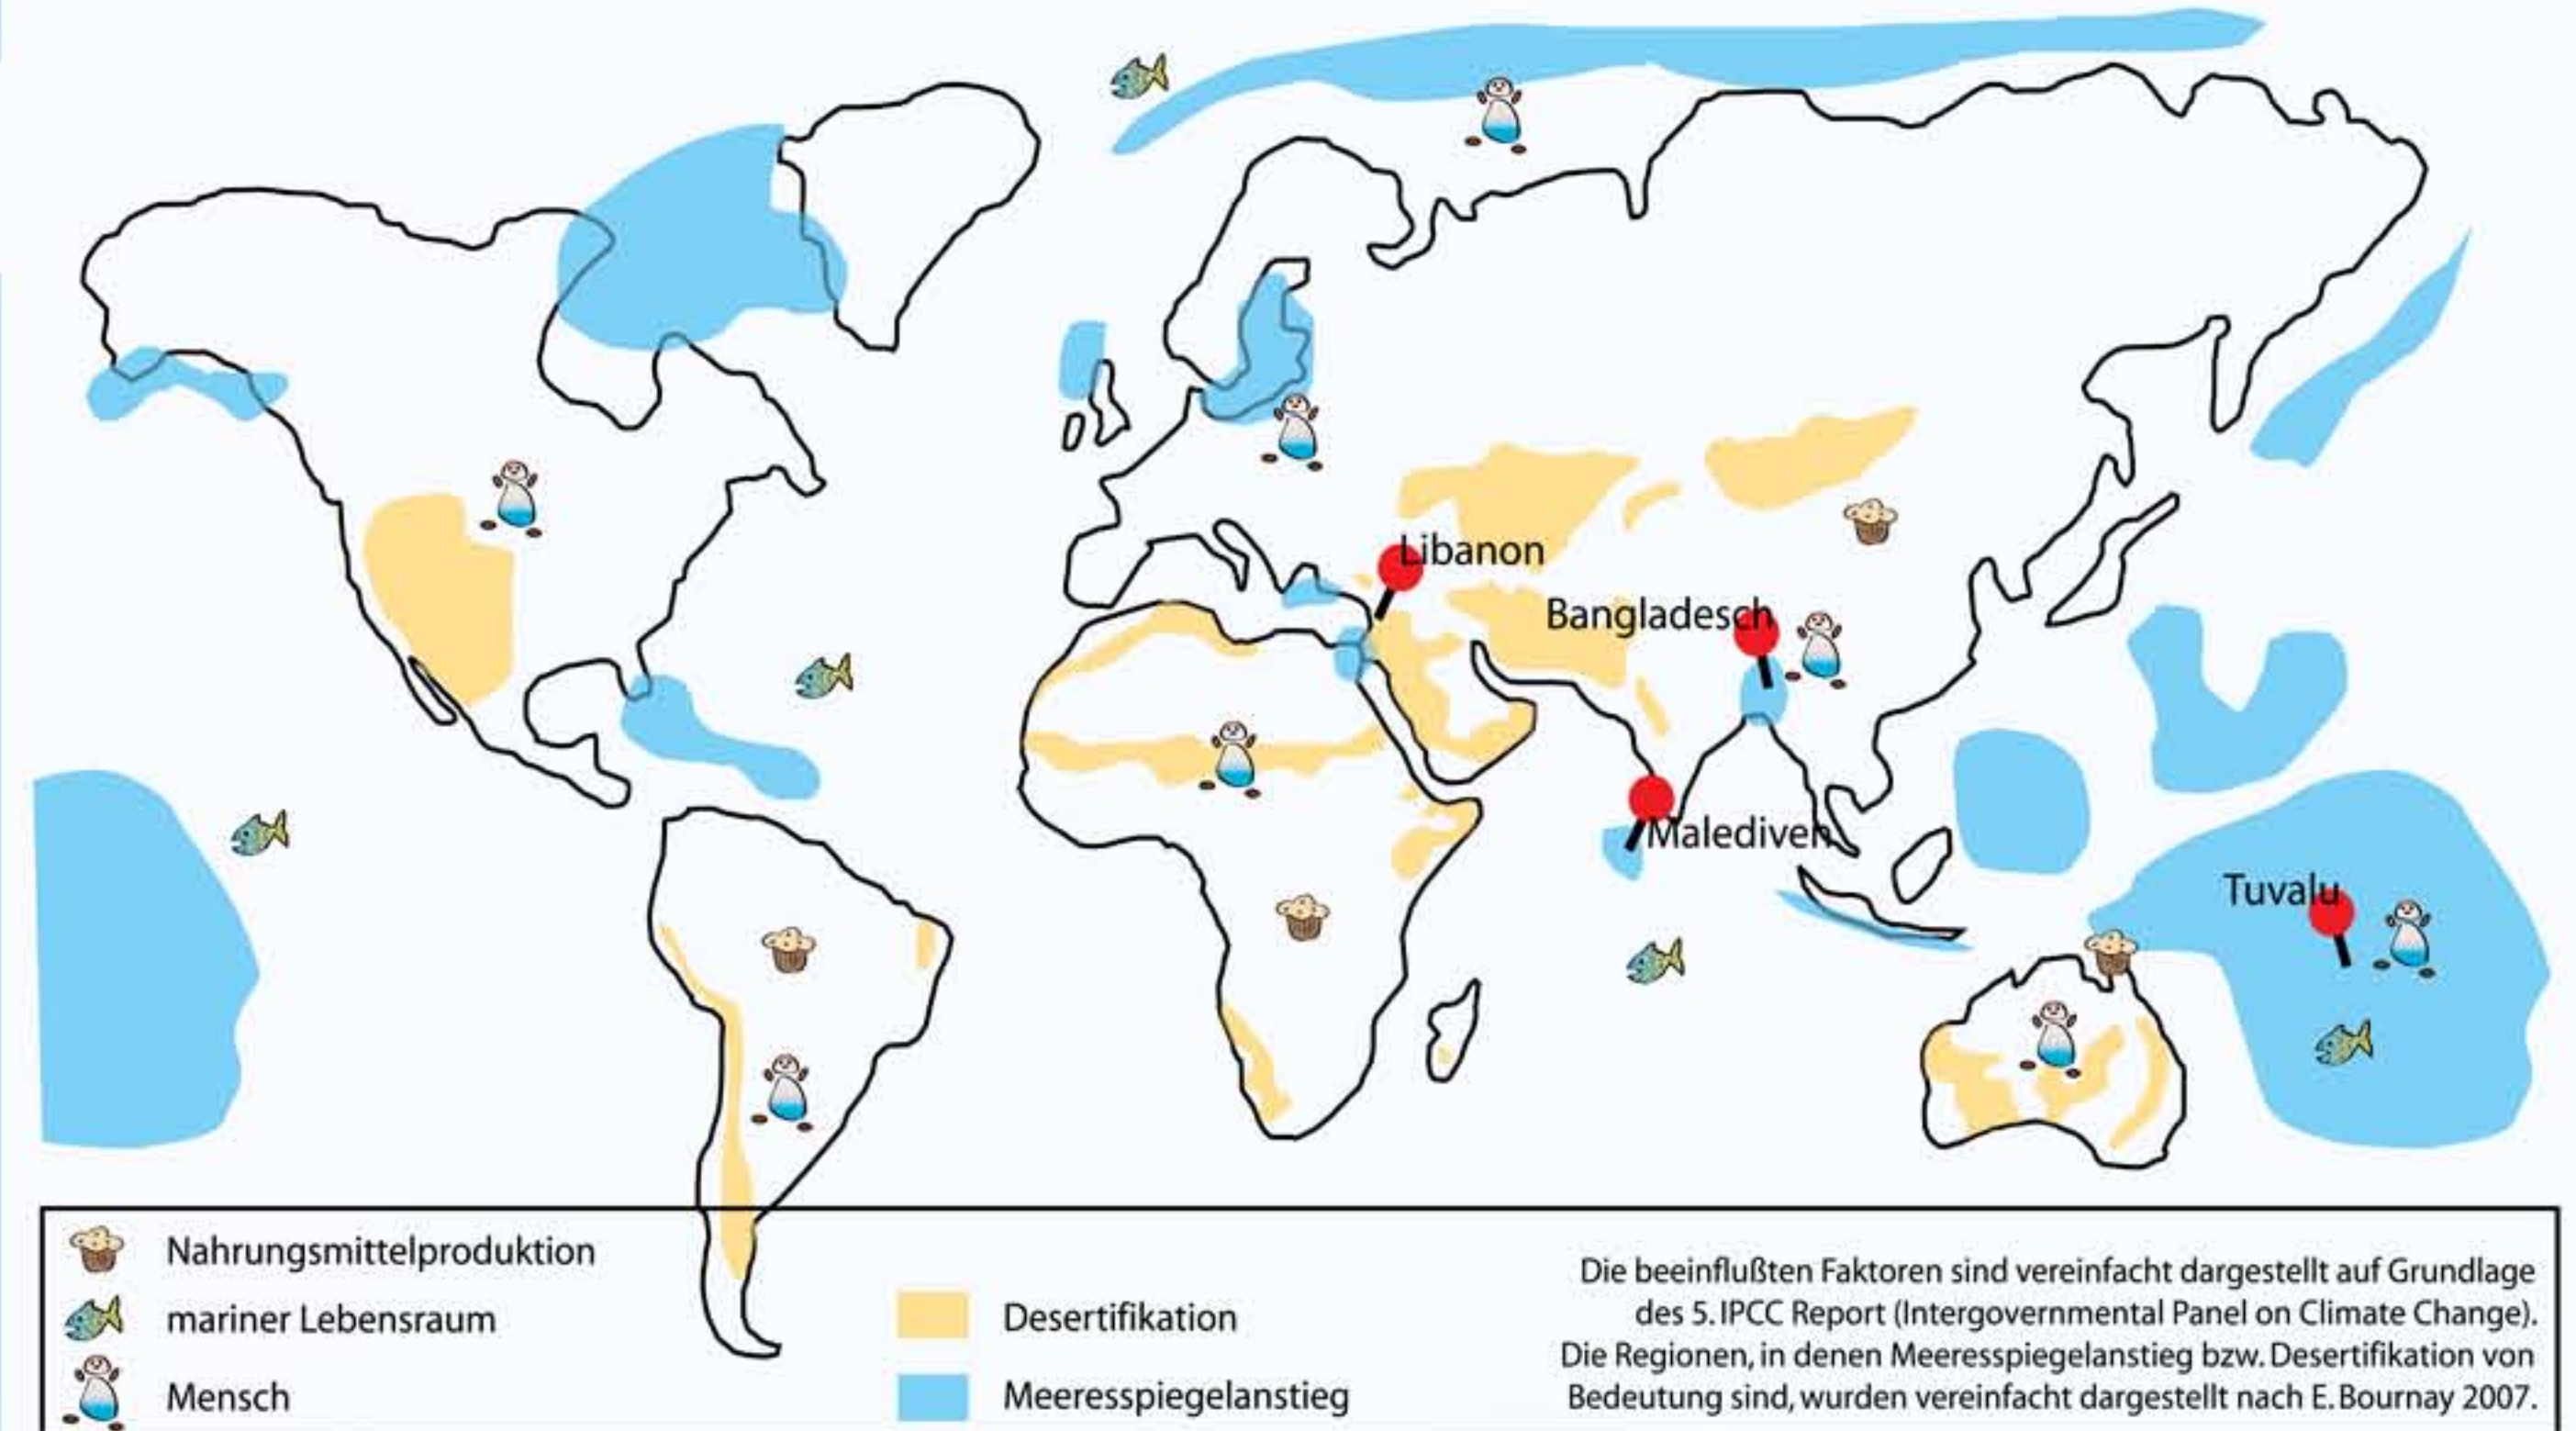 Libanon
Bangladesch
Malediven
Tuvalu
Nahrungsmittelproduktion
mariner Lebensraum
Mensch
Desertifikation
Meeresspiegelanstieg
Die beeinflußten Faktoren sind vereinfacht dargestellt auf Grundlage
des 5. IPCC Report (Intergovernmental Panel on Climate Change).
Die Regionen, in denen Meeresspiegelanstieg bzw. Desertifikation von
Bedeutung sind, wurden vereinfacht dargestellt nach E. Bournay 2007.